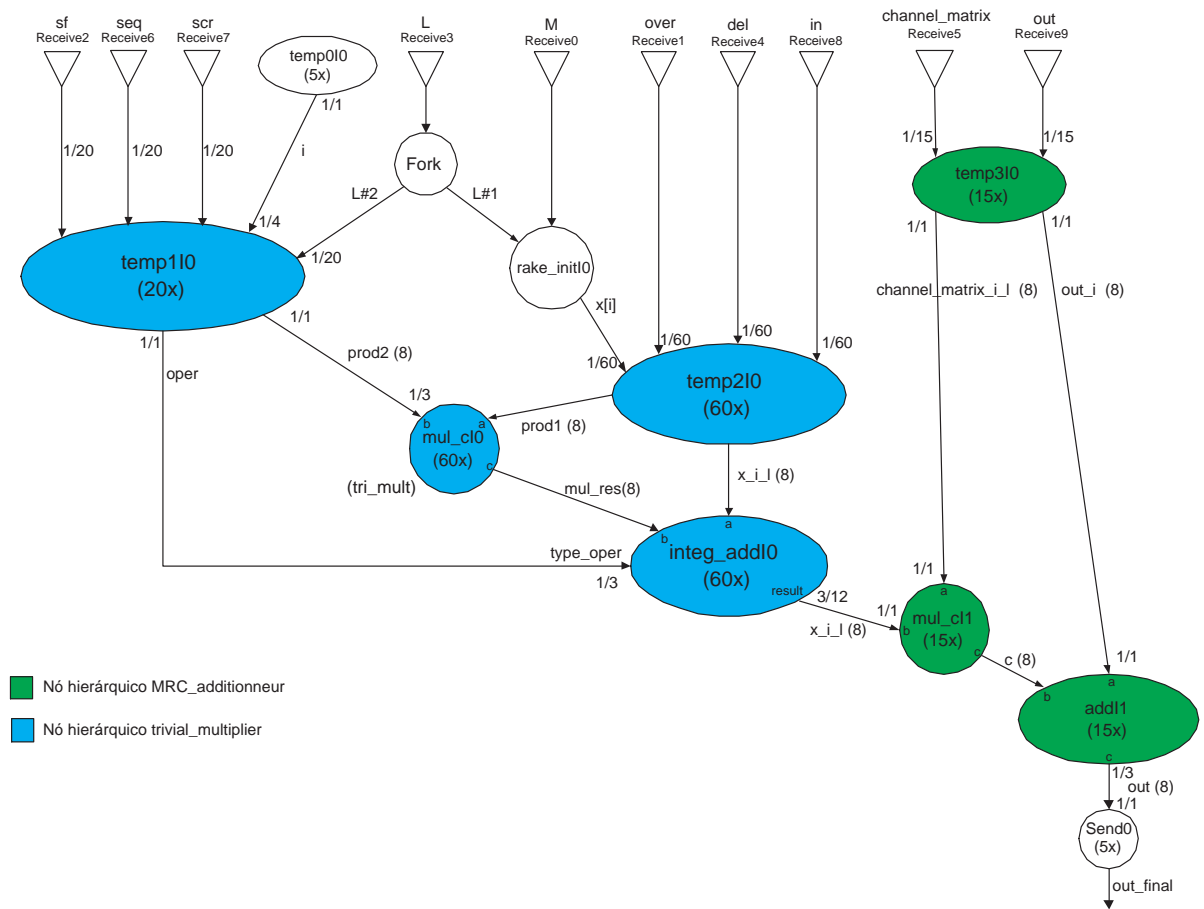 sf
Receive2
seq
Receive6
scr
Receive7
L
Receive3
M
Receive0
over
Receive1
del
Receive4
in
Receive8
channel_matrix
Receive5
out
Receive9
temp0I0
(5x)
1/1
i
1/20
1/20
1/20
1/4
Fork
L#2
L#1
1/20
1/15
1/15
temp3I0
(15x)
1/1
1/1
temp1I0
(20x)
rake_initI0
x[i]
channel_matrix_i_l (8)
out_i (8)
1/1
1/1
oper
prod2 (8)
1/3
1/60
1/60
1/60
1/60
temp2I0
(60x)
prod1 (8)
b
a
mul_cI0
(60x)
c
(tri_mult)
mul_res(8)
x_i_l (8)
type_oper
1/3
a
b
integ_addI0
(60x)
result
3/12
x_i_l (8)
1/1
1/1
a
b
mul_cI1
(15x)
c
c (8)
1/1
a
b
addI1
(15x)
c
1/3
out (8)
1/1
Send0
(5x)
out_final
Nó hierárquico MRC_additionneur
Nó hierárquico trivial_multiplier